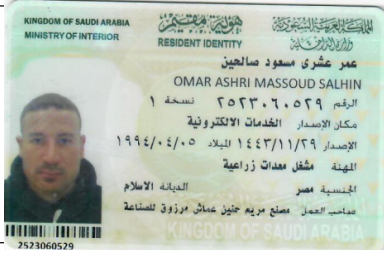 KINGDOM OF SAUDI ARABIA
MINISTRY OF INTERIOR
هوية مقيم
RESIDENT IDENTITY
المملكة العربية السعودية
وزارة الداخلية
عمر عشرى مسعود صالحين
OMAR ASHRI MASSOUD SALHIN
الرقم ٢٥٢٣٠٦٠٥٢٩ نسخة ١
مكان الإصدار الخدمات الالكترونية
الإصدار ١٤٤٣/١١/٢٩ الميلاد ١٩٩٤/٠٤/٠٥
المهنة مشغل معدات زراعية
الجنسية مصر الديانة الاسلام
صاحب العمل مصنع مريم حنين عماش مرزوق للصناعة
KINGDOM OF SAUDI ARABIA
2523060529